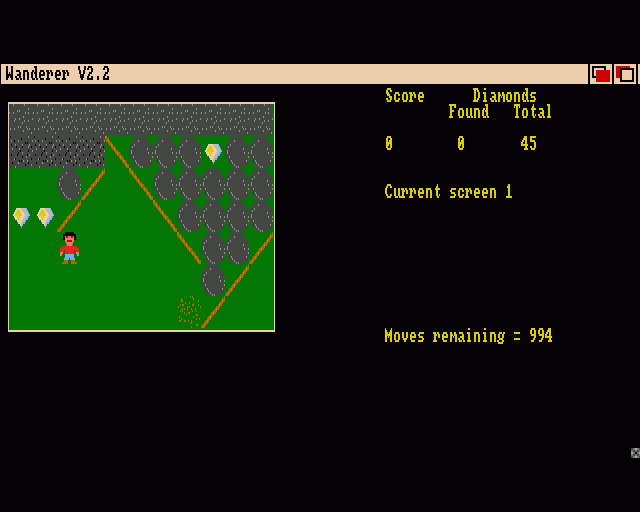 Wanderer V2.2
Score Diamonds
Found Total
0 0 45
Current screen 1
Moves remaining = 994